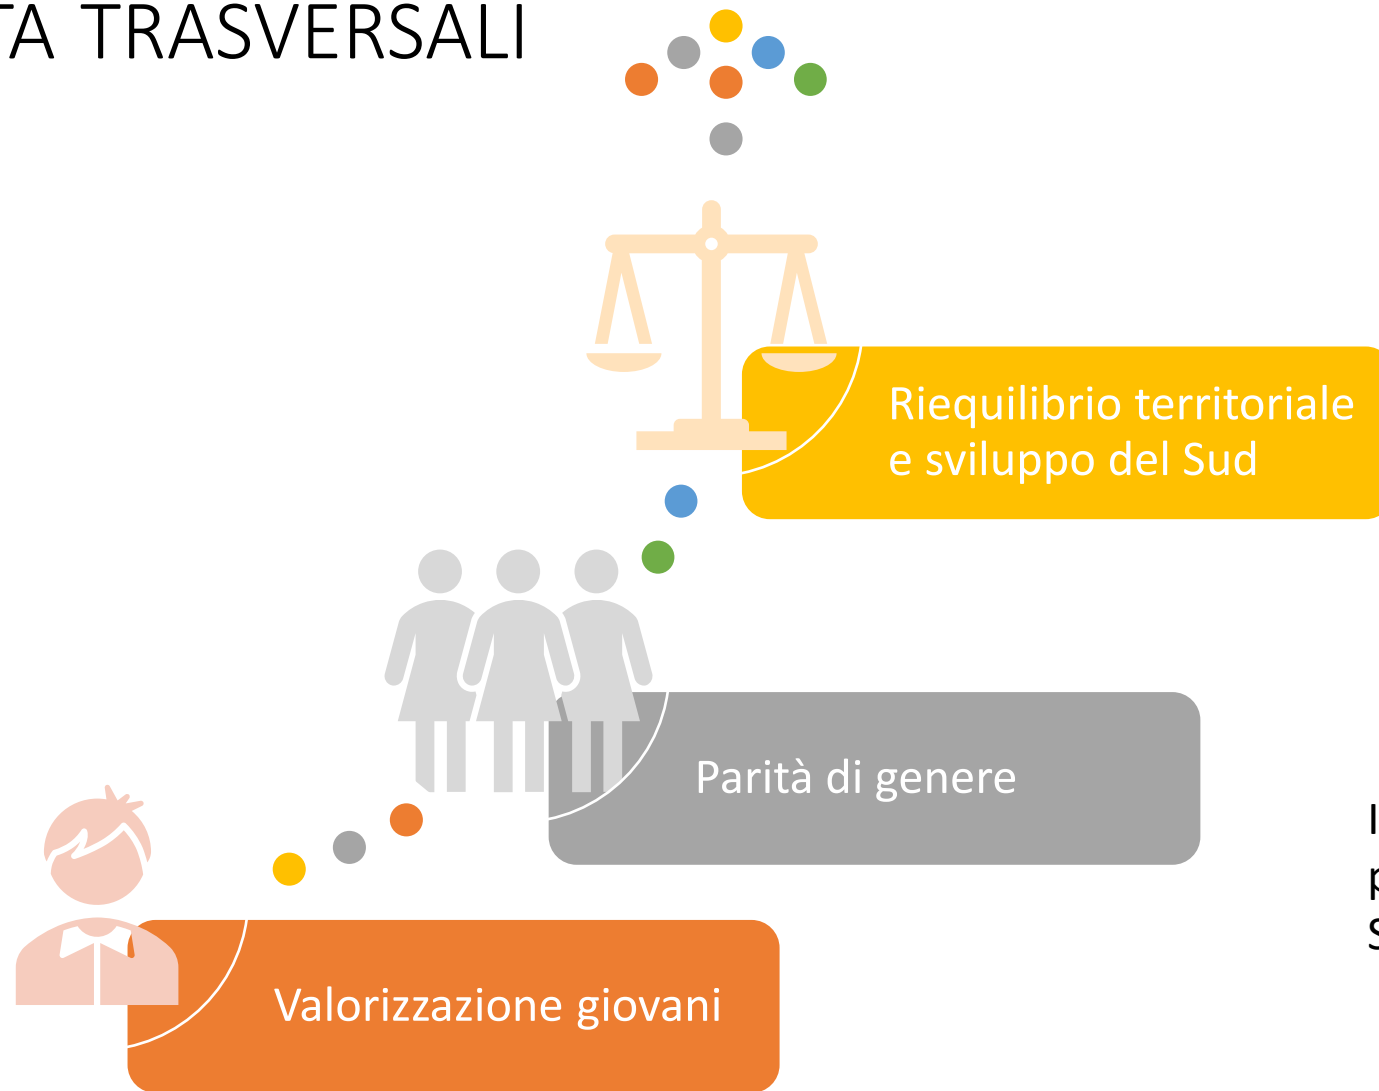 TA TRASVERSALI
Riequilibrio territoriale
e sviluppo del Sud
Parità di genere
Valorizzazione giovani